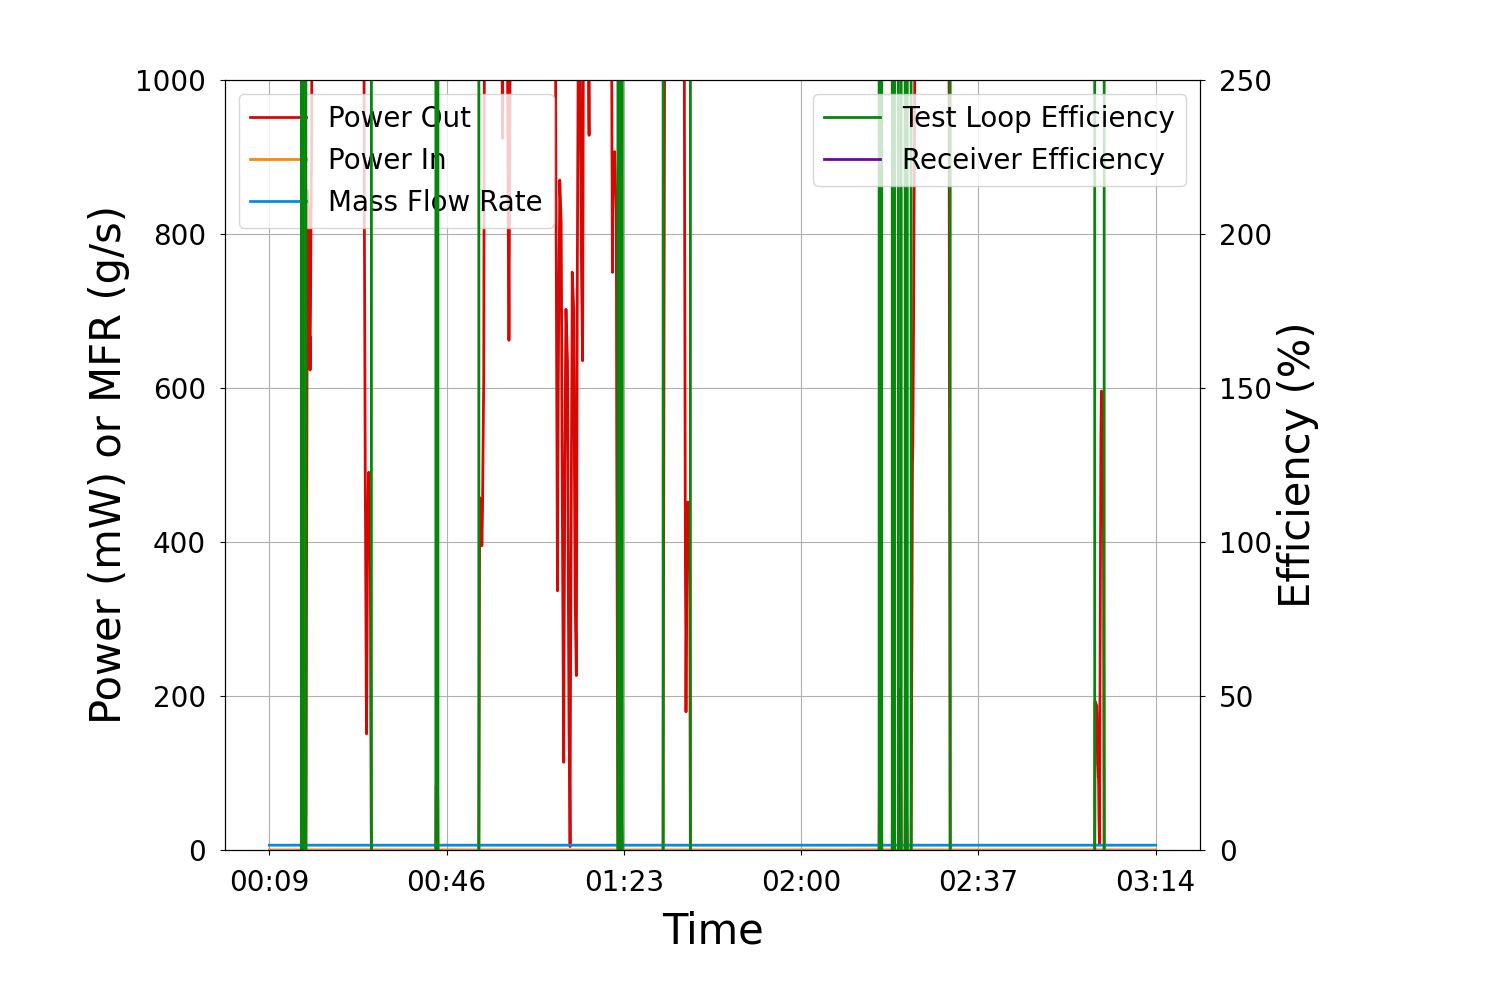 Power Out
Power In
Mass Flow Rate
Test Loop Efficiency
Receiver Efficiency
1000
800
600
400
200
0
Power (mW) or MFR (g/s)
250
200
150
100
50
0
Efficiency (%)
00:09 00:46 01:23 02:00 02:37 03:14
Time